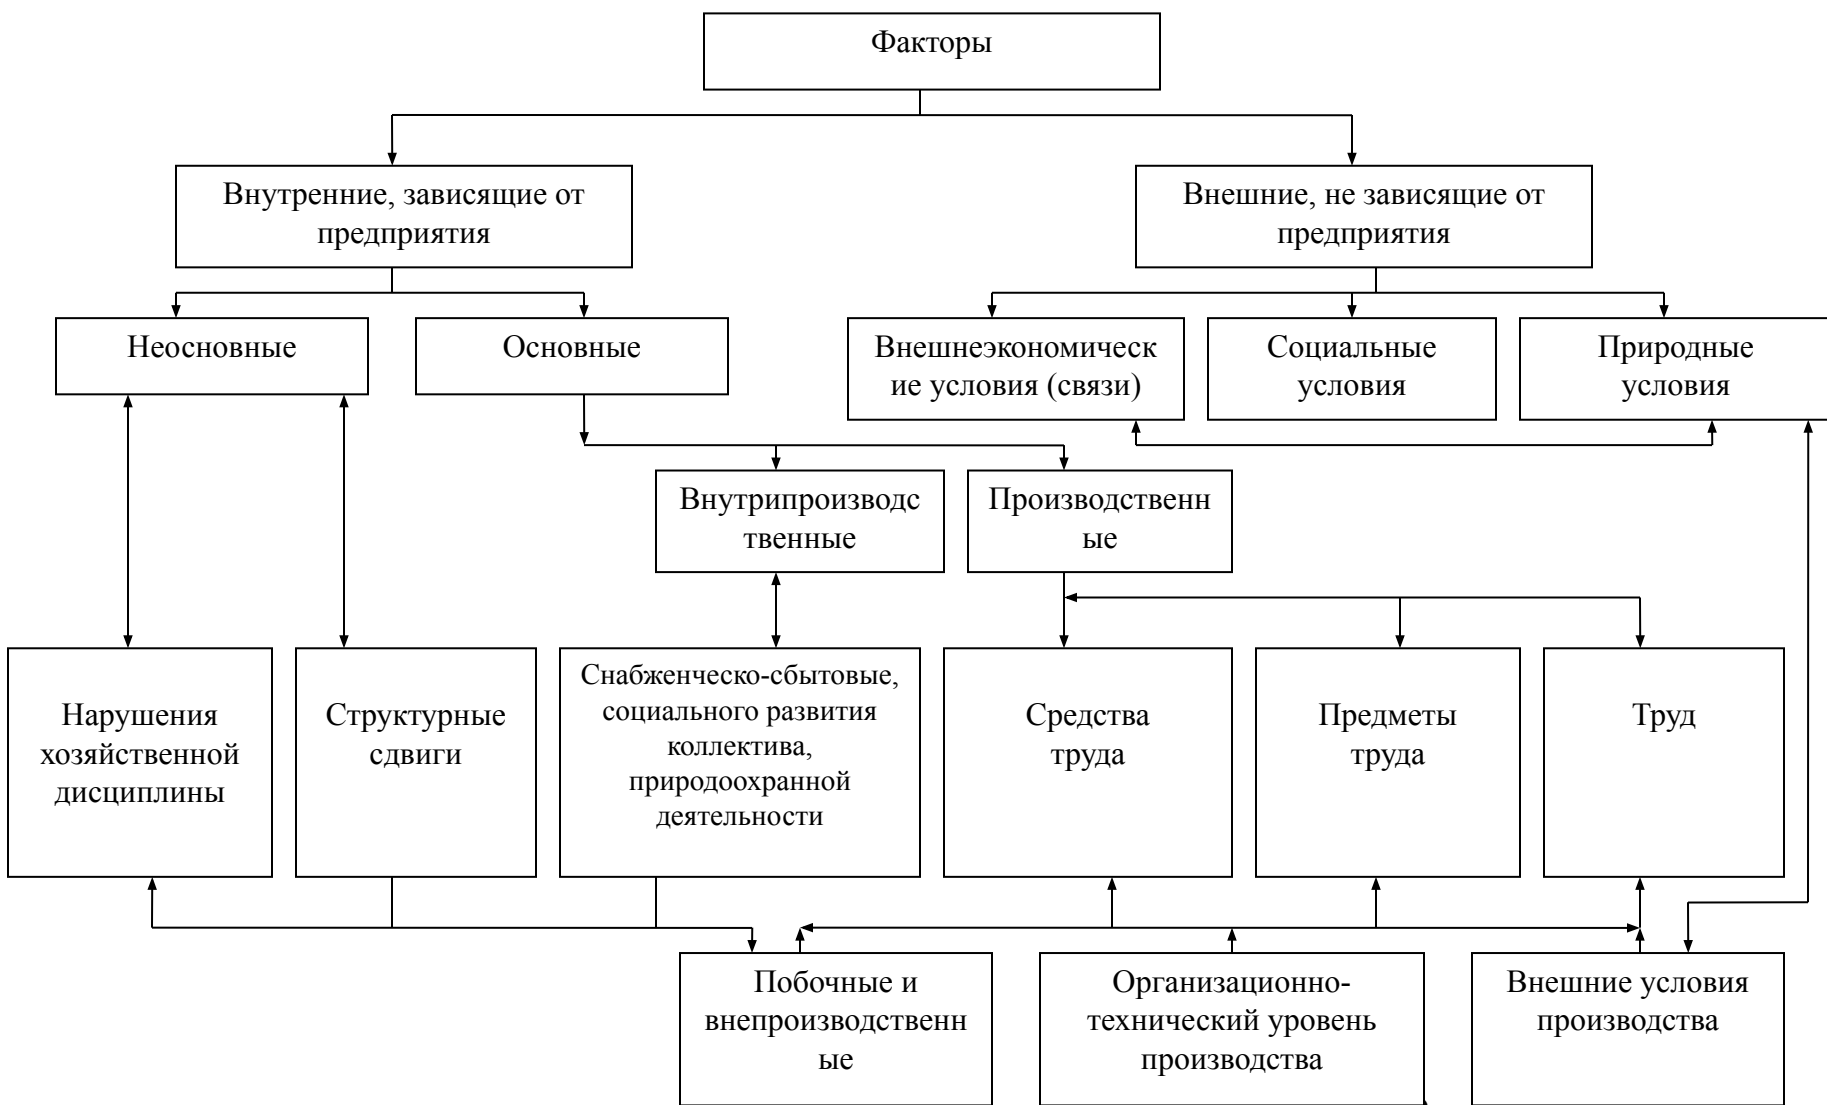 Факторы
Внутренние, зависящие от
предприятия
Внешние, не зависящие от
предприятия
Неосновные
Основные
Внешнеэкономическ
ие условия (связи)
Социальные
условия
Природные
условия
Внутрипроизводс
твенные
Производственн
ые
Нарушения
хозяйственной
дисциплины
Структурные
сдвиги
Снабженческо-сбытовые,
социального развития
коллектива,
природоохранной
деятельности
Средства
труда
Предметы
труда
Труд
Побочные и
внепроизводственн
ые
Организационно-
технический уровень
производства
Внешние условия
производства